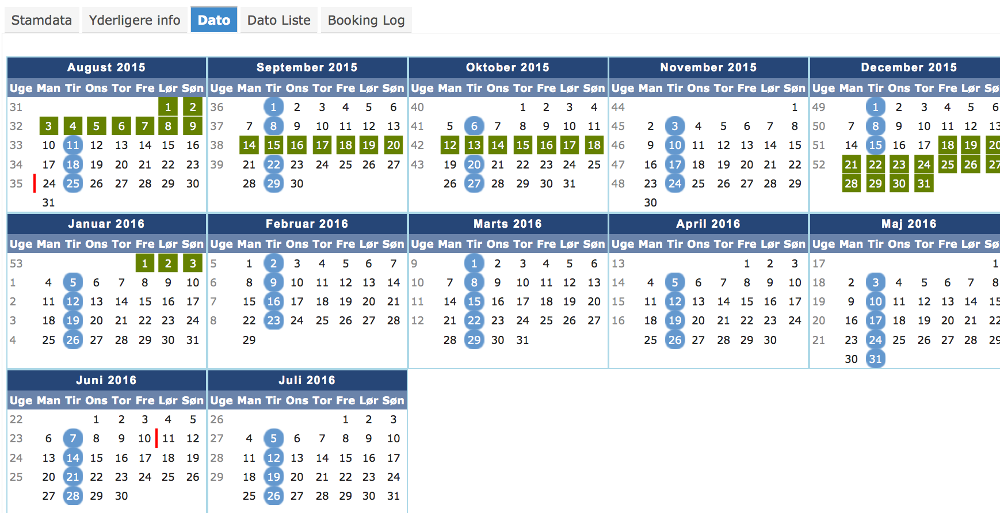 Stamdata Yderligere info Dato Dato Liste Booking Log
August 2015
Uge Man Tir Ons Tor Fre Lør Søn
31 1 2
32 3 4 5 6 7 8 9
33 10 11 12 13 14 15 16
34 17 18 19 20 21 22 23
35 24 25 26 27 28 29 30
31
September 2015
Uge Man Tir Ons Tor Fre Lør Søn
36 1 2 3 4 5 6
37 7 8 9 10 11 12 13
38 14 15 16 17 18 19 20
39 21 22 23 24 25 26 27
28 29 30
Oktober 2015
Uge Man Tir Ons Tor Fre Lør Søn
40 1 2 3 4
41 5 6 7 8 9 10 11
42 12 13 14 15 16 17 18
43 19 20 21 22 23 24 25
26 27 28 29 30 31
November 2015
Uge Man Tir Ons Tor Fre Lør Søn
44 1
45 2 3 4 5 6 7 8
46 9 10 11 12 13 14 15
47 16 17 18 19 20 21 22
48 23 24 25 26 27 28 29
30
December 2015
Uge Man Tir Ons Tor Fre Lør Sø
49 1 2 3 4 5 6
50 7 8 9 10 11 12 13
51 14 15 16 17 18 19 20
52 21 22 23 24 25 26 27
28 29 30 31
Januar 2016
Uge Man Tir Ons Tor Fre Lør Søn
53 1 2 3
1 4 5 6 7 8 9 10
2 11 12 13 14 15 16 17
3 18 19 20 21 22 23 24
4 25 26 27 28 29 30 31
Februar 2016
Uge Man Tir Ons Tor Fre Lør Søn
5 1 2 3 4 5 6 7
6 8 9 10 11 12 13 14
7 15 16 17 18 19 20 21
8 22 23 24 25 26 27 28
29
Marts 2016
Uge Man Tir Ons Tor Fre Lør Søn
9 1 2 3 4 5 6
10 7 8 9 10 11 12 13
11 14 15 16 17 18 19 20
12 21 22 23 24 25 26 27
28 29 30 31
April 2016
Uge Man Tir Ons Tor Fre Lør Søn
13 1 2 3
14 4 5 6 7 8 9 10
15 11 12 13 14 15 16 17
16 18 19 20 21 22 23 24
25 26 27 28 29 30
Maj 2016
Uge Man Tir Ons Tor Fre Lør Sø
17 1
18 2 3 4 5 6 7 8
19 9 10 11 12 13 14 15
20 16 17 18 19 20 21 22
21 23 24 25 26 27 28 29
30 31
Juni 2016
Uge Man Tir Ons Tor Fre Lør Søn
22 1 2 3 4 5
23 6 7 8 9 10 11 12
24 13 14 15 16 17 18 19
25 20 21 22 23 24 25 26
27 28 29 30
Juli 2016
Uge Man Tir Ons Tor Fre Lør Søn
26 1 2 3
27 4 5 6 7 8 9 10
28 11 12 13 14 15 16 17
29 18 19 20 21 22 23 24
25 26 27 28 29 30 31